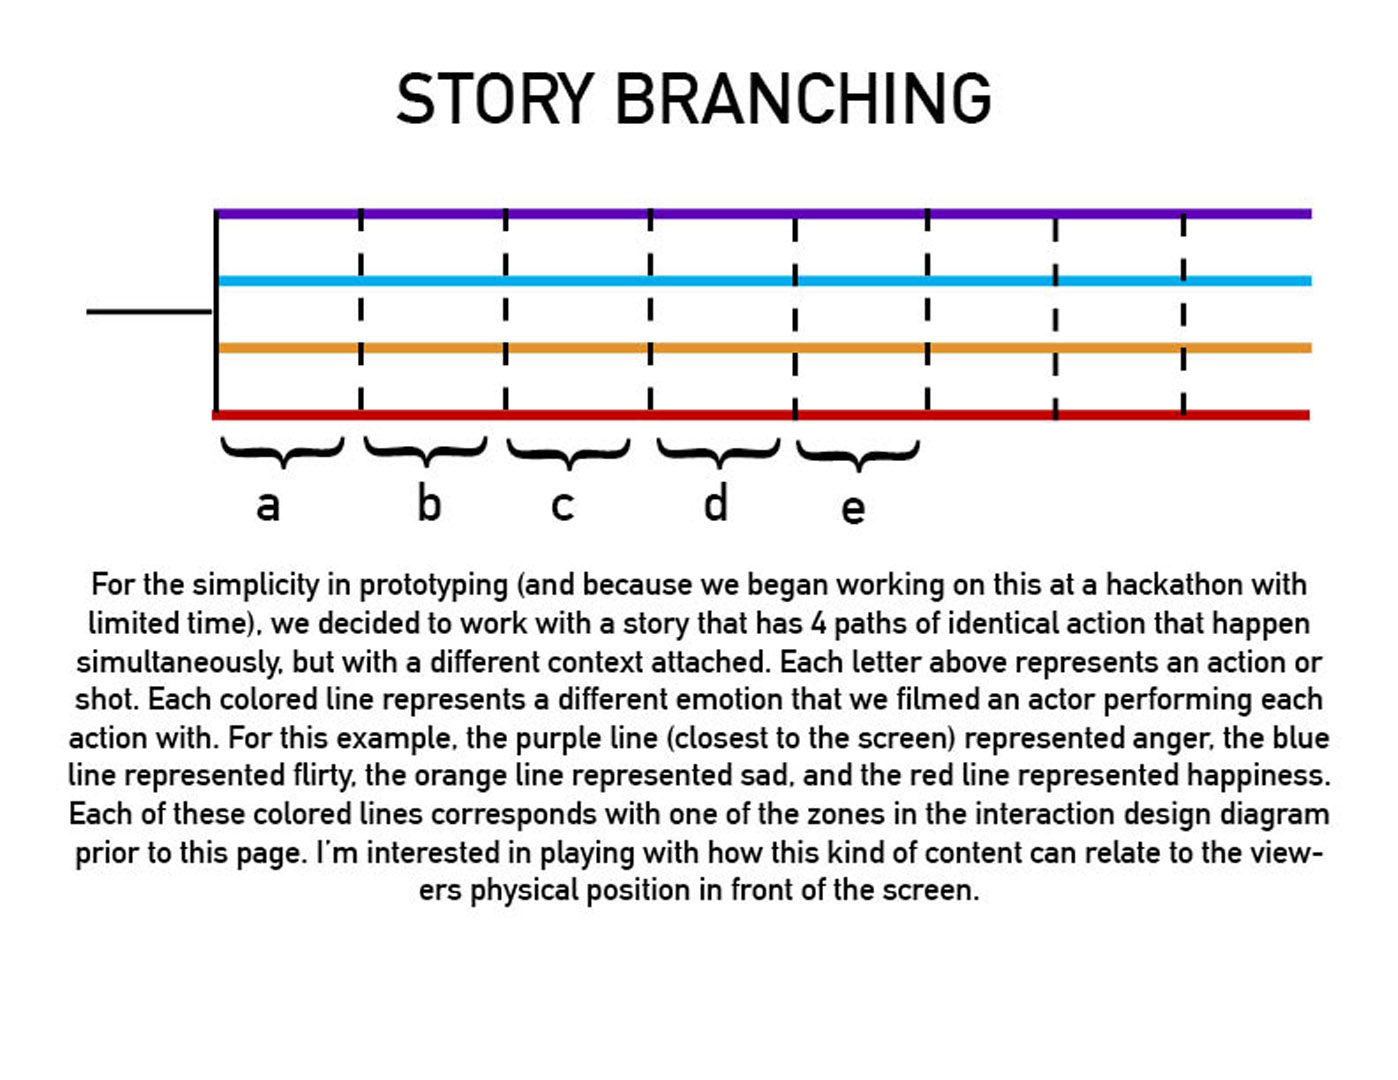 STORY BRANCHING
a b c d e
For the simplicity in prototyping (and because we began working on this at a hackathon with
limited time), we decided to work with a story that has 4 paths of identical action that happen
simultaneously, but with a different context attached. Each letter above represents an action or
shot. Each colored line represents a different emotion that we filmed an actor performing each
action with. For this example, the purple line (closest to the screen) represented anger, the blue
line represented flirty, the orange line represented sad, and the red line represented happiness.
Each of these colored lines corresponds with one of the zones in the interaction design diagram
prior to this page. I'm interested in playing with how this kind of content can relate to the view-
ers physical position in front of the screen.